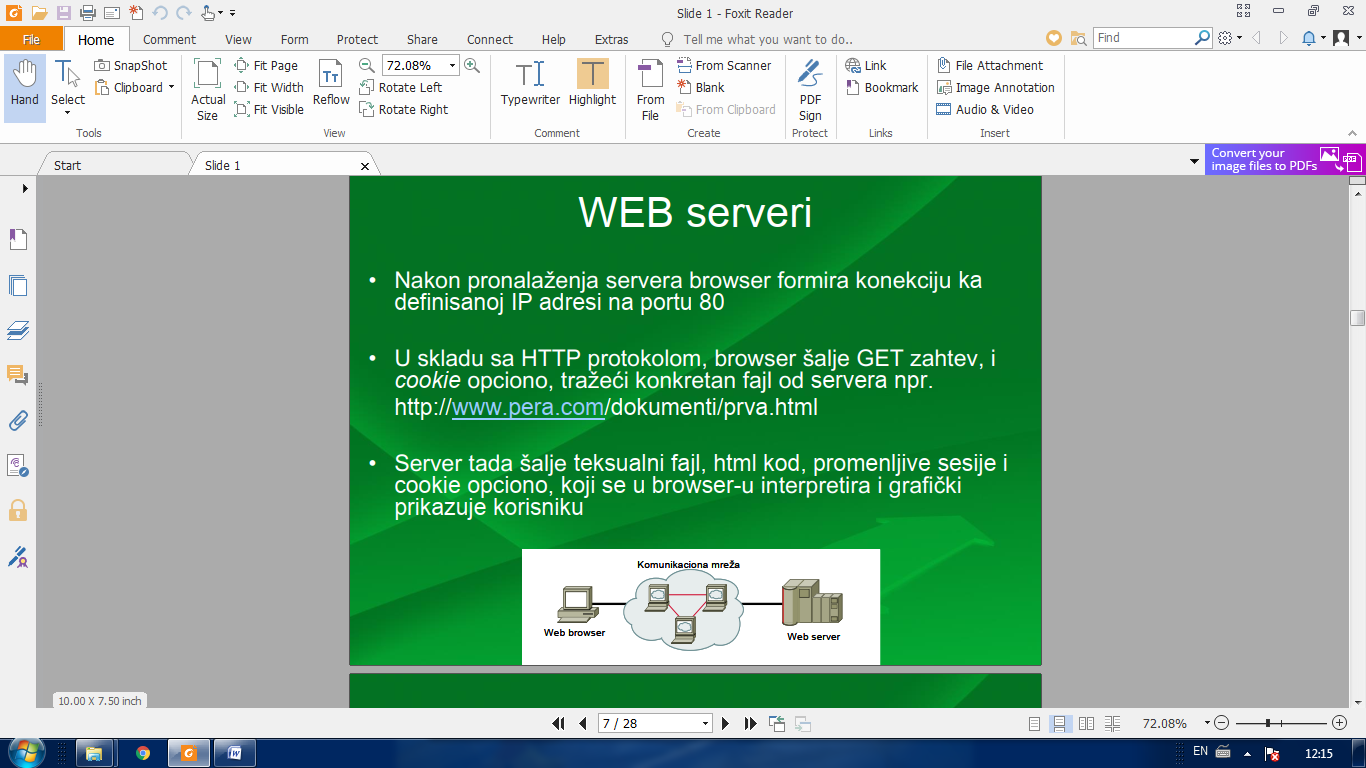 Slide 1 - Foxit Reader
File Home Comment View Form Protect Share Connect Help Extras Tell me what you want to do.. Find
Hand
Select
SnapShot
Clipboard
Tools
Actual
Size
Fit Page
Fit Width
Fit Visible
Reflow
72.08%
Rotate Left
Rotate Right
View
Typewriter
Highlight
Comment
From
File
From Scanner
Blank
From Clipboard
Create
PDF
Sign
Protect
Link
Bookmark
Links
File Attachment
Image Annotation
Audio & Video
Insert
Start
Slide 1
Convert your
image files to PDFs
PDF
WEB serveri
• Nakon pronalaženja servera browser formira konekciju ka
definisanoj IP adresi na portu 80
• U skladu sa HTTP protokolom, browser šalje GET zahtev, i
cookie opciono, tražeći konkretan fajl od servera npr.
http://www.pera.com/dokumenti/prva.html
• Server tada šalje teksualni fajl, html kod, promenljive sesije i
cookie opciono, koji se u browser-u interpretira i grafički
prikazuje korisniku
Komunikaciona mreža
Web browser
Web server
10.00 X 7.50 inch
7 / 28
72.08%
EN
12:15